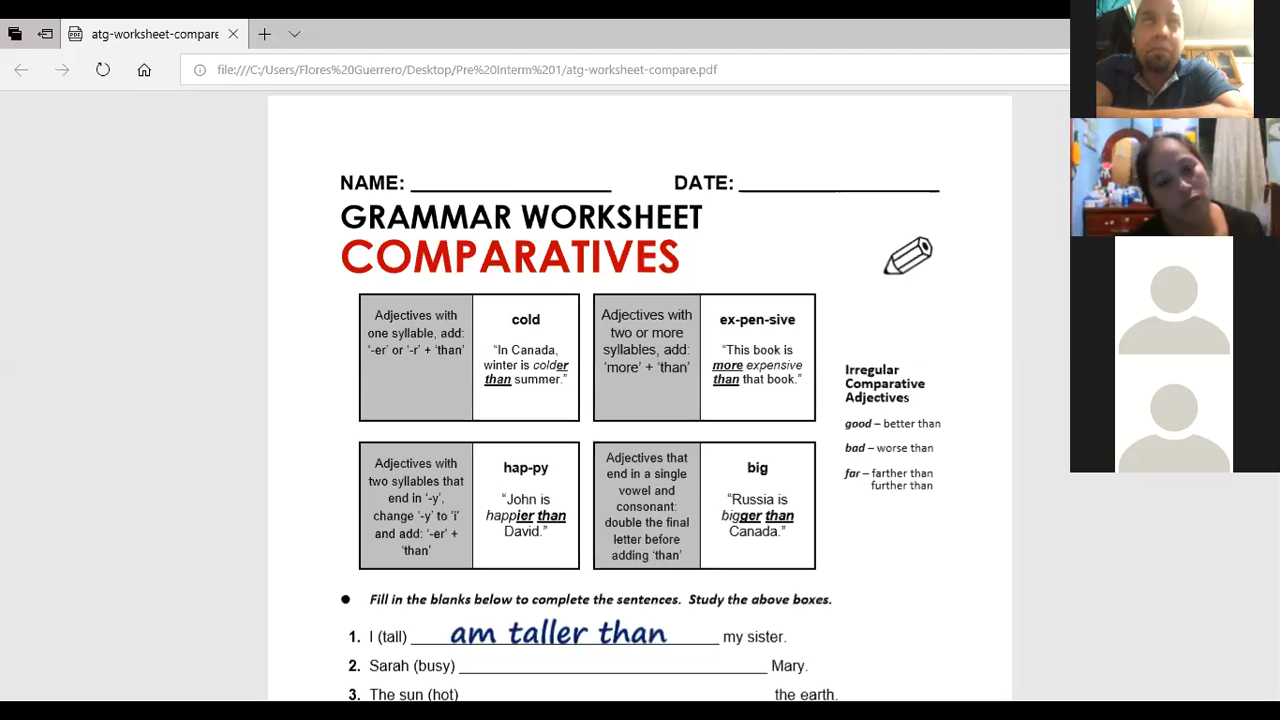 atg-worksheet-compare
file:///C:/Users/Flores%20Guerrero/Desktop/Pre%20Interm%201/atg-worksheet-compare.pdf
NAME: DATE:
GRAMMAR WORKSHEET
COMPARATIVES
Adjectives with
one syllable, add:
‘-er’ or ‘-r’ + ‘than’
cold
“In Canada,
winter is colder
than summer.”
Adjectives with
two or more
syllables, add:
‘more’ + ‘than’
ex-pen-sive
“This book is
more expensive
than that book.”
Irregular
Comparative
Adjectives
good – better than
bad – worse than
far – farther than
further than
Adjectives with
two syllables that
end in ‘-y’,
change ‘-y’ to ‘i’
and add: ‘-er’ +
‘than’
hap-py
“John is
happier than
David.”
Adjectives that
end in a single
vowel and
consonant:
double the final
letter before
adding ‘than’
big
“Russia is
bigger than
Canada.”
● Fill in the blanks below to complete the sentences. Study the above boxes.
1. I (tall) am taller than my sister.
2. Sarah (busy) Mary.
3. The sun (hot) the earth.